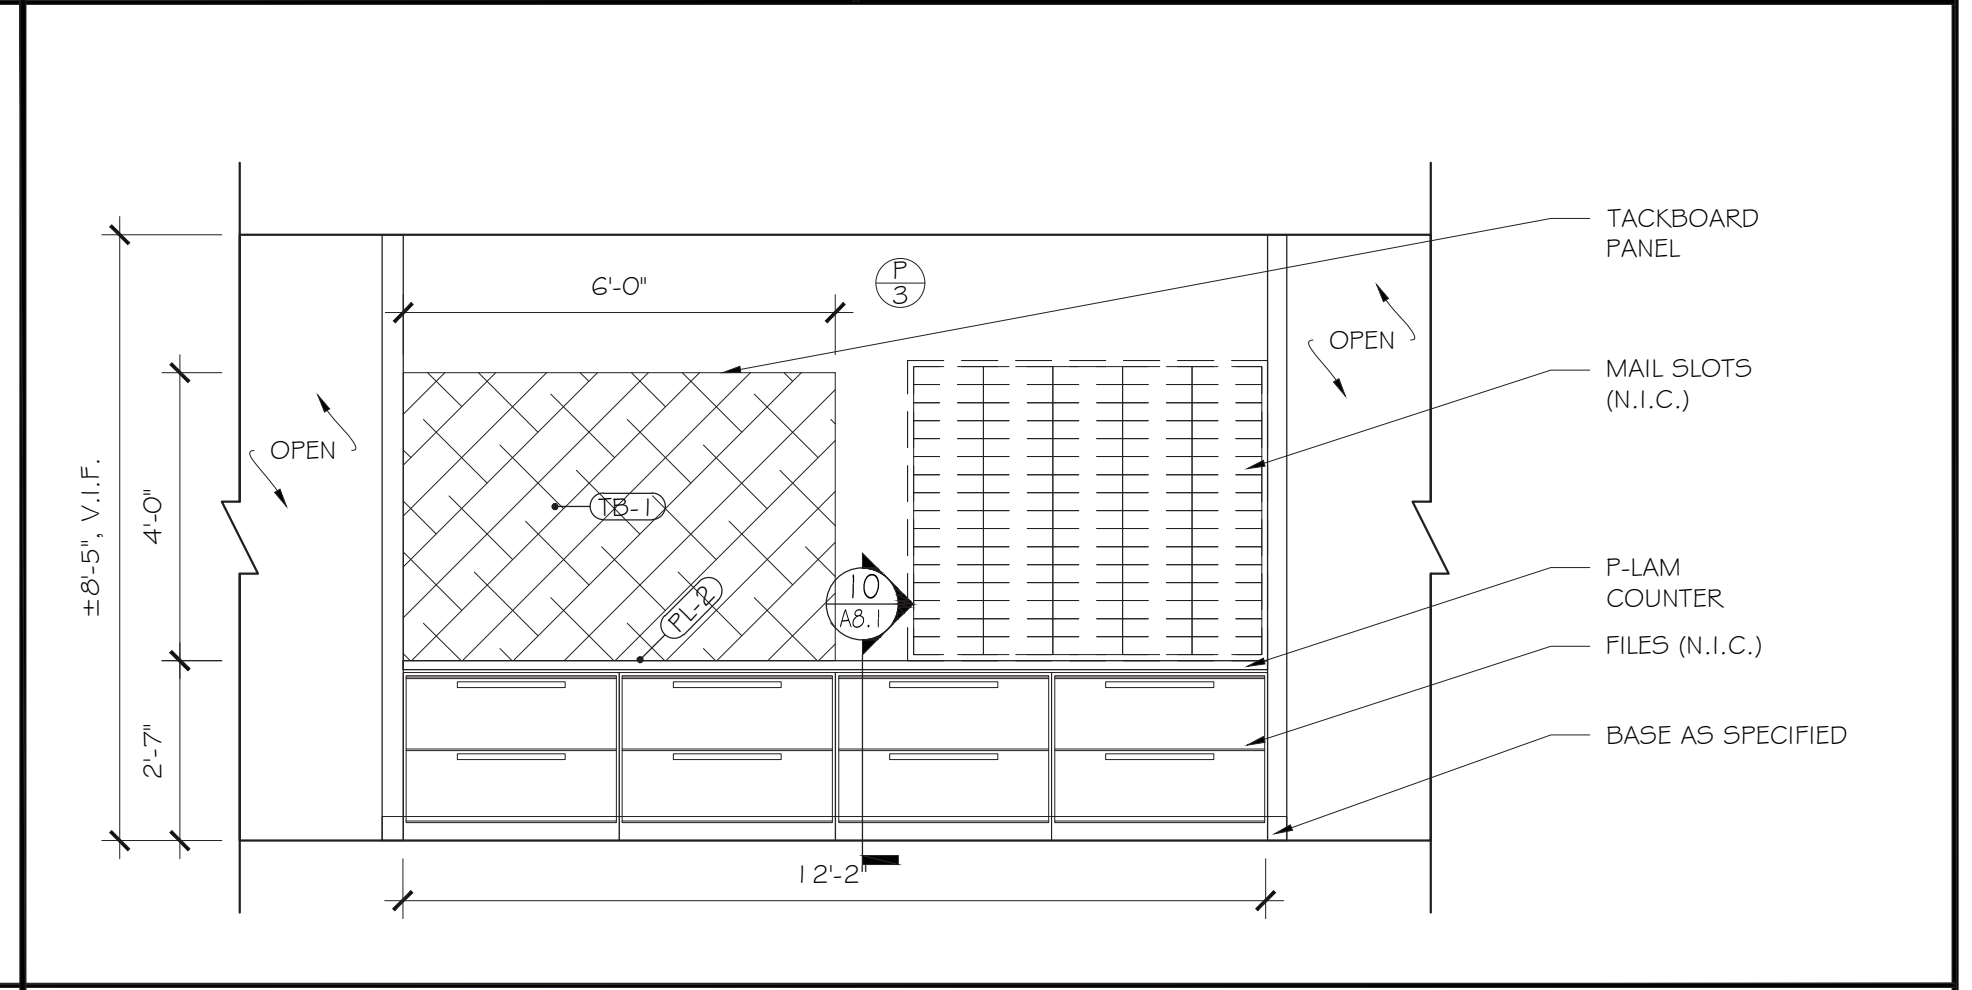 TACKBOARD
PANEL
P
3
6'-0"
OPEN
MAIL SLOTS
(N.I.C.)
OPEN
±8'-5", V.I.F.
4'-0"
TB-1
PL-2
10
A8.1
P-LAM
COUNTER
FILES (N.I.C.)
2'-7"
BASE AS SPECIFIED
12'-2"